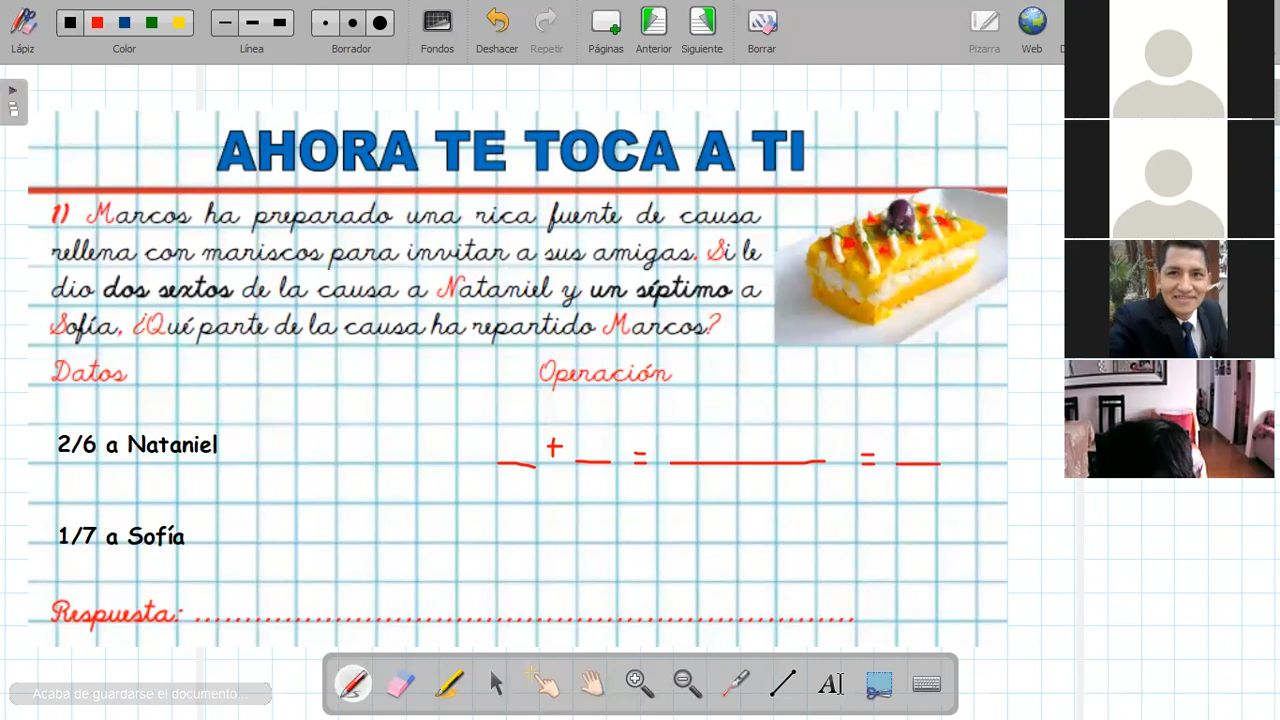 Lápiz Color Línea Borrador Fondos Deshacer Repetir Páginas Anterior Siguiente Borrar Pizarra Web
AHORA TE TOCA A TI
1) Marcos ha preparado una rica fuente de causa
rellena con mariscos para invitar a sus amigas. Si le
dio dos sextos de la causa a Nataniel y un séptimo a
Sofía, ¿Qué parte de la causa ha repartido Marcos?
Datos Operación
2/6 a Nataniel
+ = =
1/7 a Sofía
Respuesta: ......................................................................
Acaba de guardarse el documento...